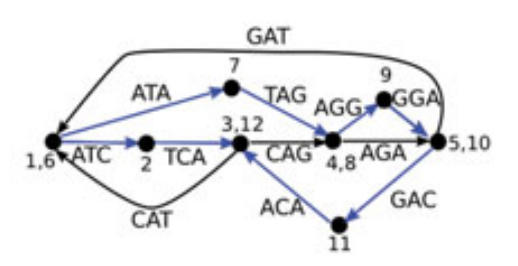 GAT
7
9
ATA
TAG
AGG
GGA
3,12
1,6
ATC
2
TCA
CAG
4,8
AGA
5,10
CAT
ACA
GAC
11